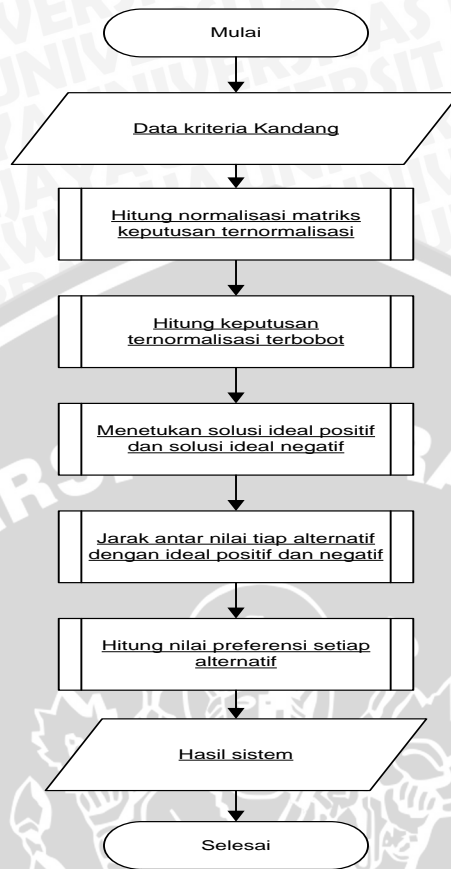 Mulai
Data kriteria Kandang
Hitung normalisasi matriks
keputusan ternormalisasi
Hitung keputusan
ternormalisasi terbobot
Menetukan solusi ideal positif
dan solusi ideal negatif
Jarak antar nilai tiap alternatif
dengan ideal positif dan negatif
Hitung nilai preferensi setiap
alternatif
Hasil sistem
Selesai